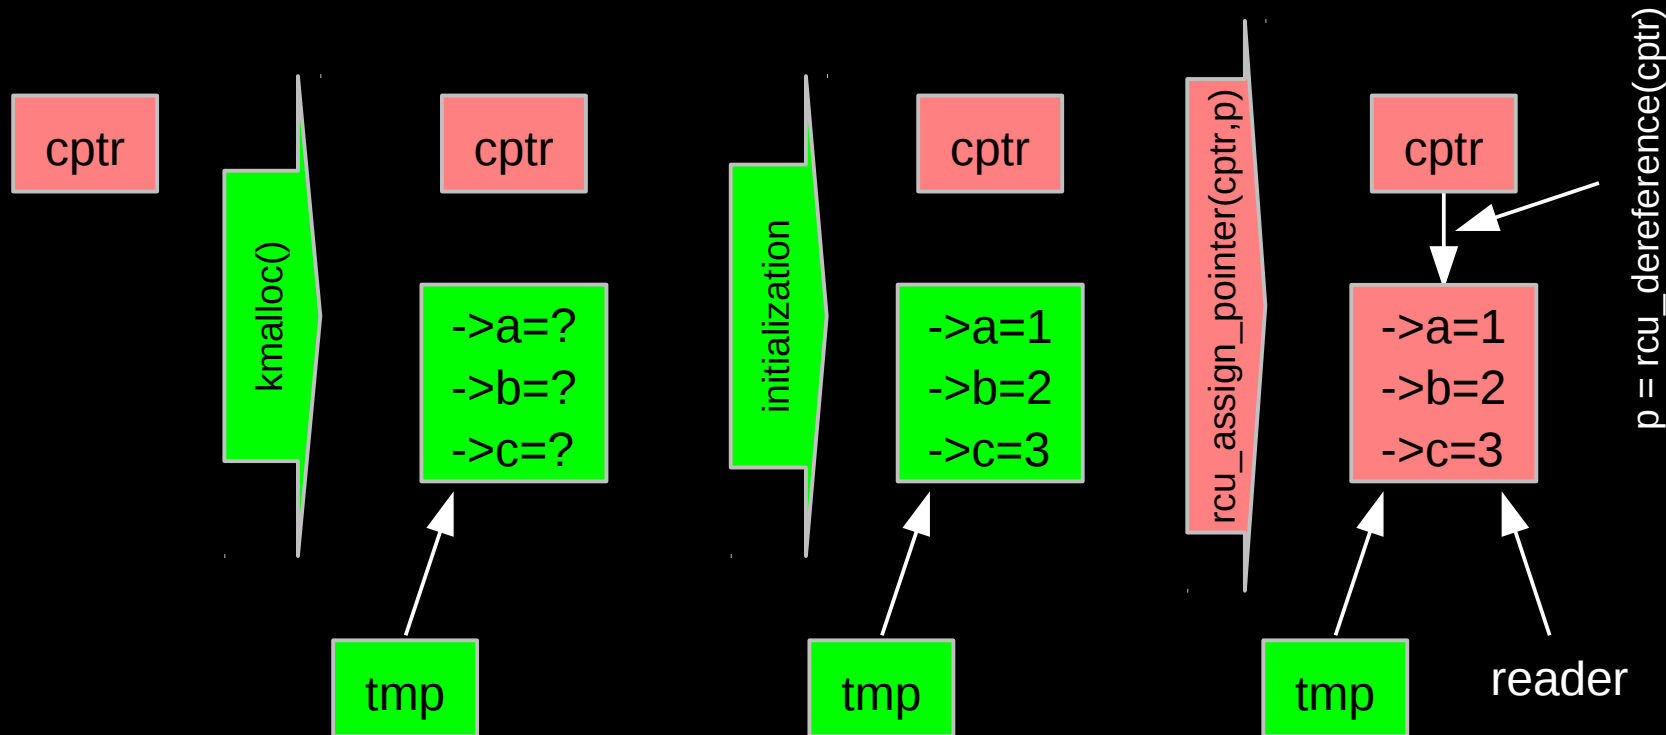 cptr
kmalloc()
cptr
->a=?
->b=?
->c=?
tmp
initialization
cptr
->a=1
->b=2
->c=3
tmp
rcu_assign_pointer(cptr,p)
cptr
->a=1
->b=2
->c=3
tmp
reader
p = rcu_dereference(cptr)